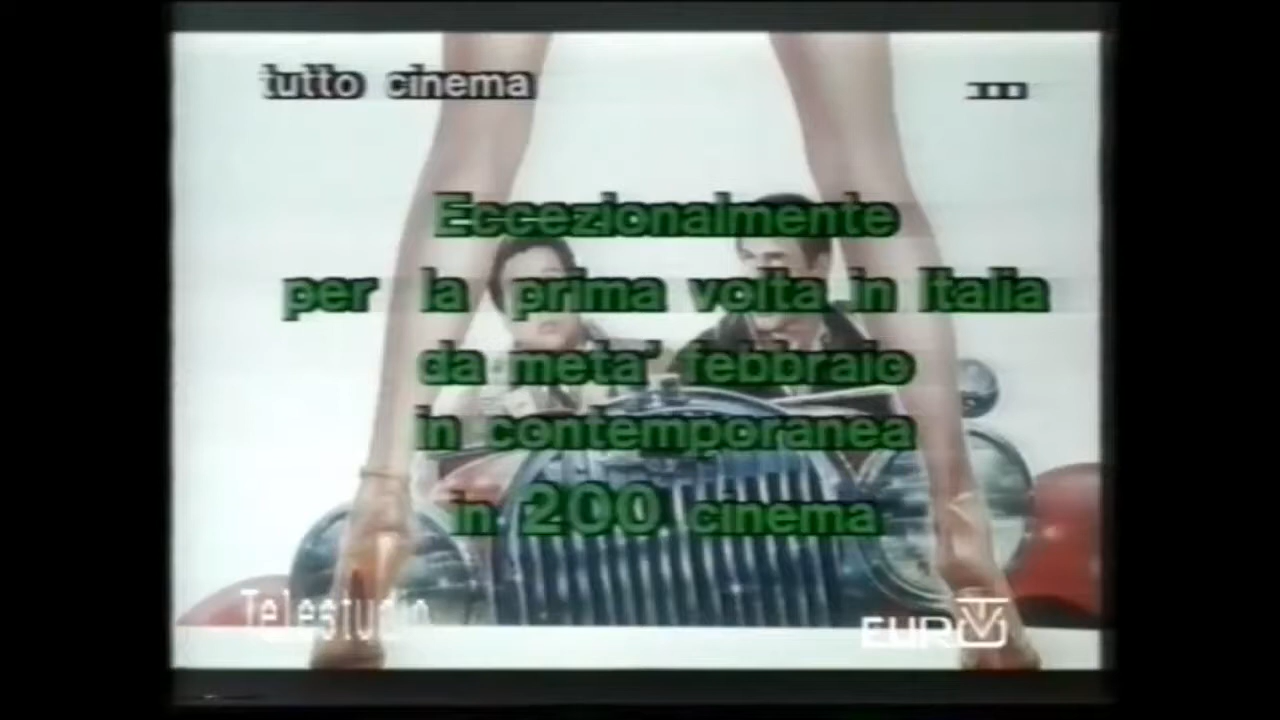 tutto cinema
Eccezionalmente
per la prima volta in Italia
da meta' febbraio
in contemporanea
in 200 cinema
Telestudio
EURO TV